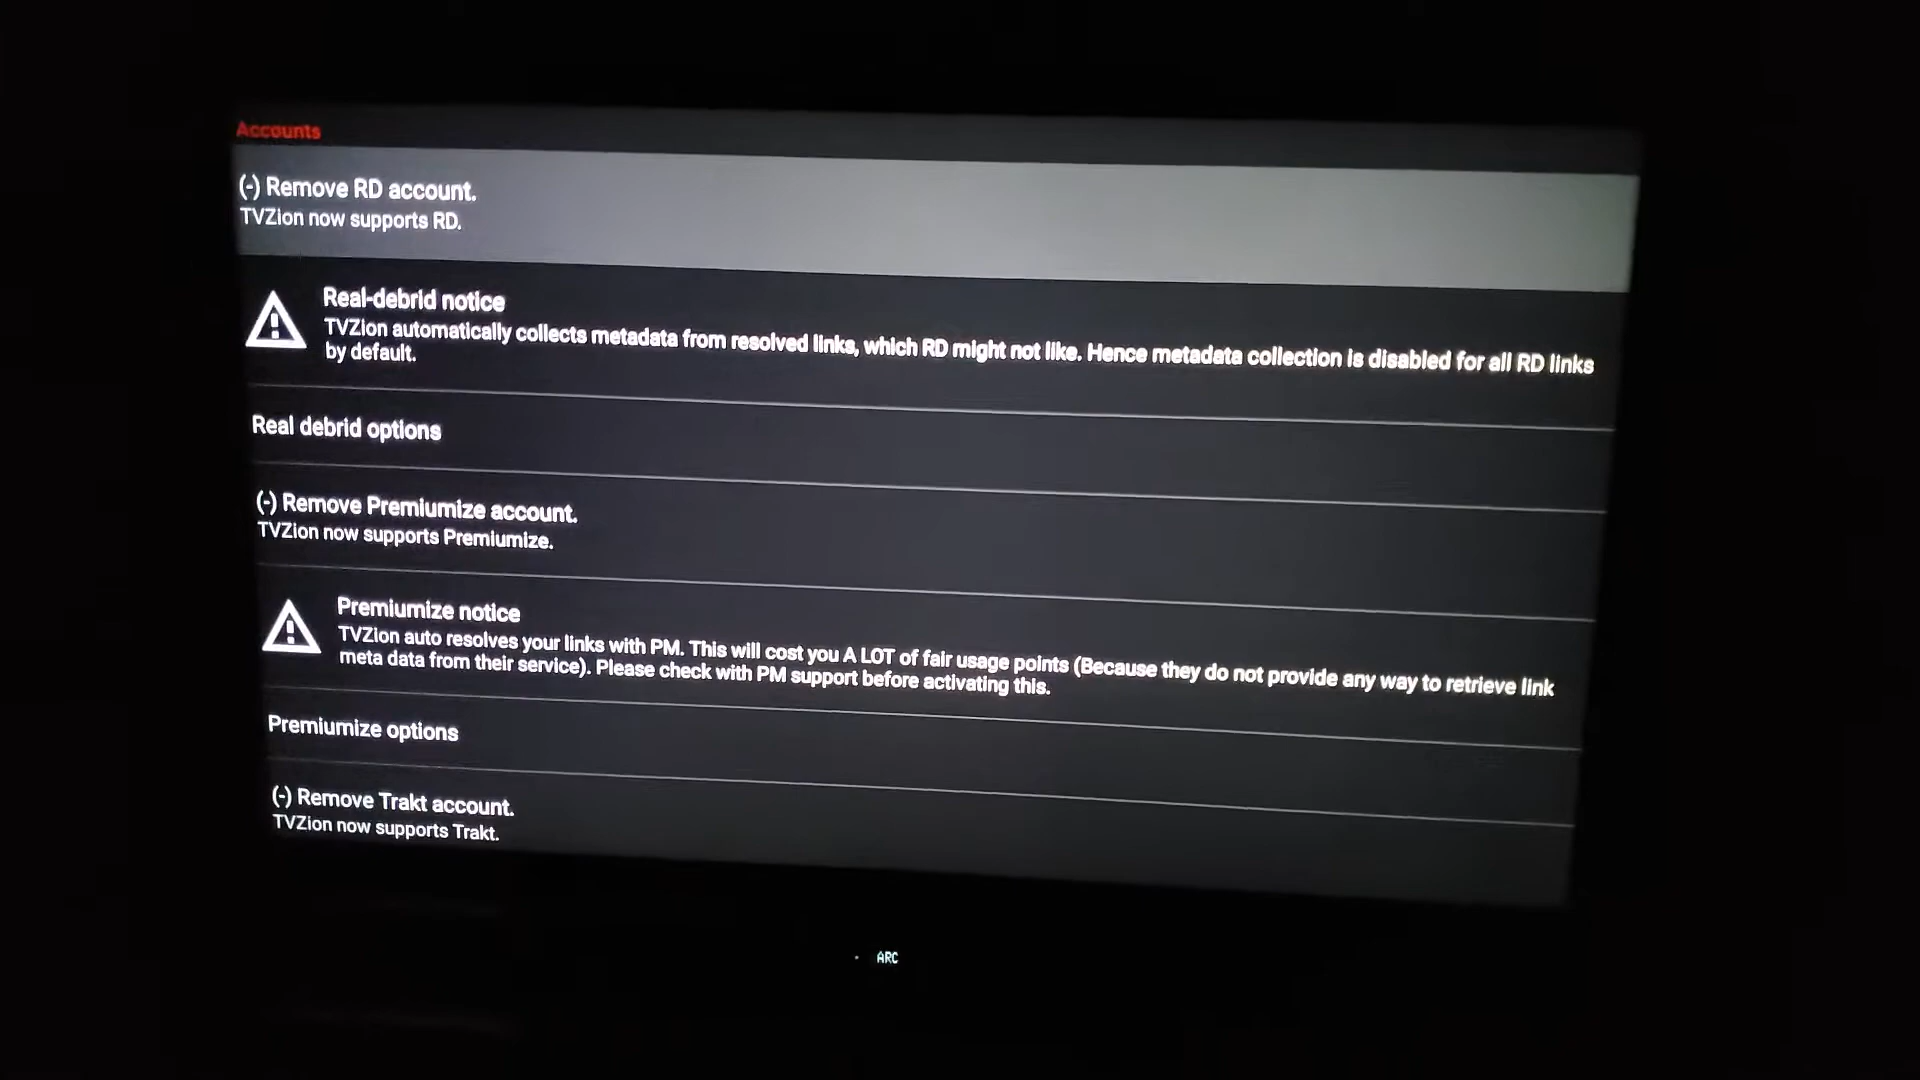 Accounts
(-) Remove RD account.
TVZion now supports RD.
Real-debrid notice
TVZion automatically collects metadata from resolved links, which RD might not like. Hence metadata collection is disabled for all RD links
by default.
Real debrid options
(-) Remove Premiumize account.
TVZion now supports Premiumize.
Premiumize notice
TVZion auto resolves your links with PM. This will cost you A LOT of fair usage points (Because they do not provide any way to retrieve link
meta data from their service). Please check with PM support before activating this.
Premiumize options
(-) Remove Trakt account.
TVZion now supports Trakt.
ARC